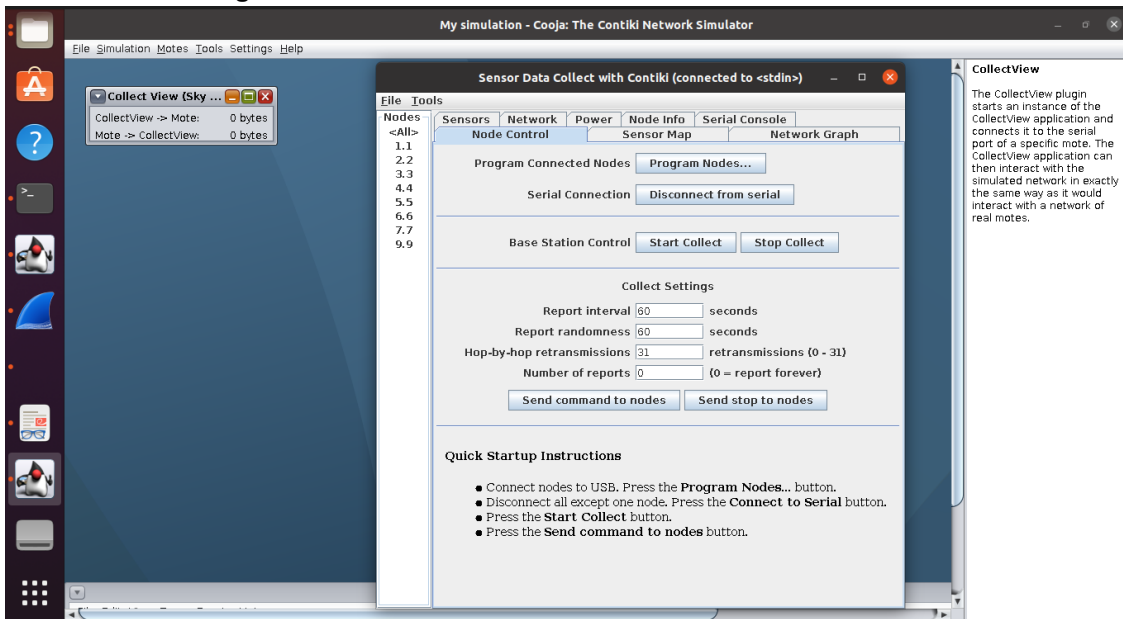 My simulation - Cooja: The Contiki Network Simulator
File Simulation Motes Tools Settings Help
Collect View (Sky ...
CollectView -> Mote: 0 bytes
Mote -> CollectView: 0 bytes
Sensor Data Collect with Contiki (connected to <stdin>)
File Tools
Nodes
<All>
1.1
2.2
3.3
4.4
5.5
6.6
7.7
9.9
Sensors Network Power Node Info Serial Console
Node Control Sensor Map Network Graph
Program Connected Nodes Program Nodes...
Serial Connection Disconnect from serial
Base Station Control Start Collect Stop Collect
Collect Settings
Report interval 60 seconds
Report randomness 60 seconds
Hop-by-hop retransmissions 31 retransmissions (0 - 31)
Number of reports 0 (0 = report forever)
Send command to nodes Send stop to nodes
Quick Startup Instructions
● Connect nodes to USB. Press the Program Nodes... button.
● Disconnect all except one node. Press the Connect to Serial button.
● Press the Start Collect button.
● Press the Send command to nodes button.
CollectView
The CollectView plugin
starts an instance of the
CollectView application and
connects it to the serial
port of a specific mote. The
CollectView application can
then interact with the
simulated network in exactly
the same way as it would
interact with a network of
real motes.